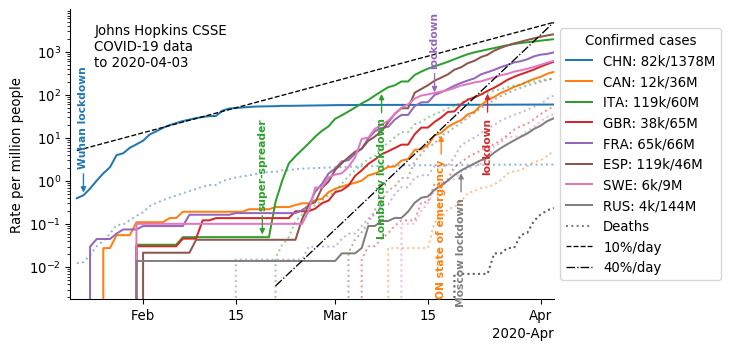 Johns Hopkins CSSE
COVID-19 data
to 2020-04-03
Rate per million people
10³
10²
10¹
10⁰
10⁻¹
10⁻²
Wuhan lockdown
super-spreader
Lombardy lockdown
lockdown
ON state of emergency
Moscow lockdown
lockdown
Feb
15
Mar
15
Apr
2020-Apr
Confirmed cases
CHN: 82k/1378M
CAN: 12k/36M
ITA: 119k/60M
GBR: 38k/65M
FRA: 65k/66M
ESP: 119k/46M
SWE: 6k/9M
RUS: 4k/144M
Deaths
10%/day
40%/day